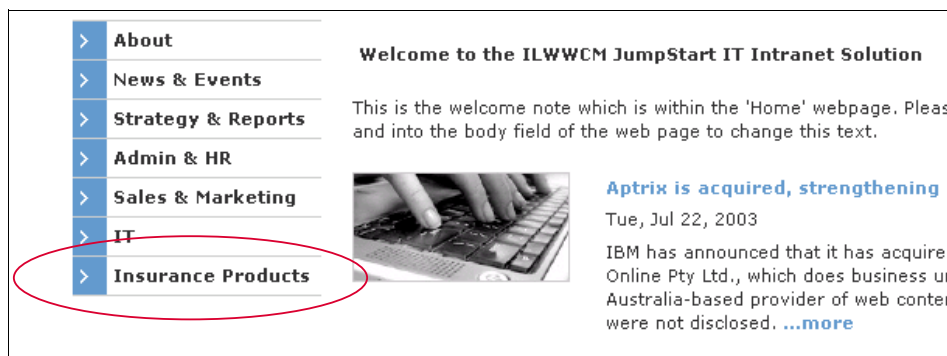 About
News & Events
Strategy & Reports
Admin & HR
Sales & Marketing
IT
Insurance Products
Welcome to the ILWWCM JumpStart IT Intranet Solution
This is the welcome note which is within the 'Home' webpage. Pleas
and into the body field of the web page to change this text.
Aptrix is acquired, strengthening
Tue, Jul 22, 2003
IBM has announced that it has acquire
Online Pty Ltd., which does business u
Australia-based provider of web conte
were not disclosed. ...more